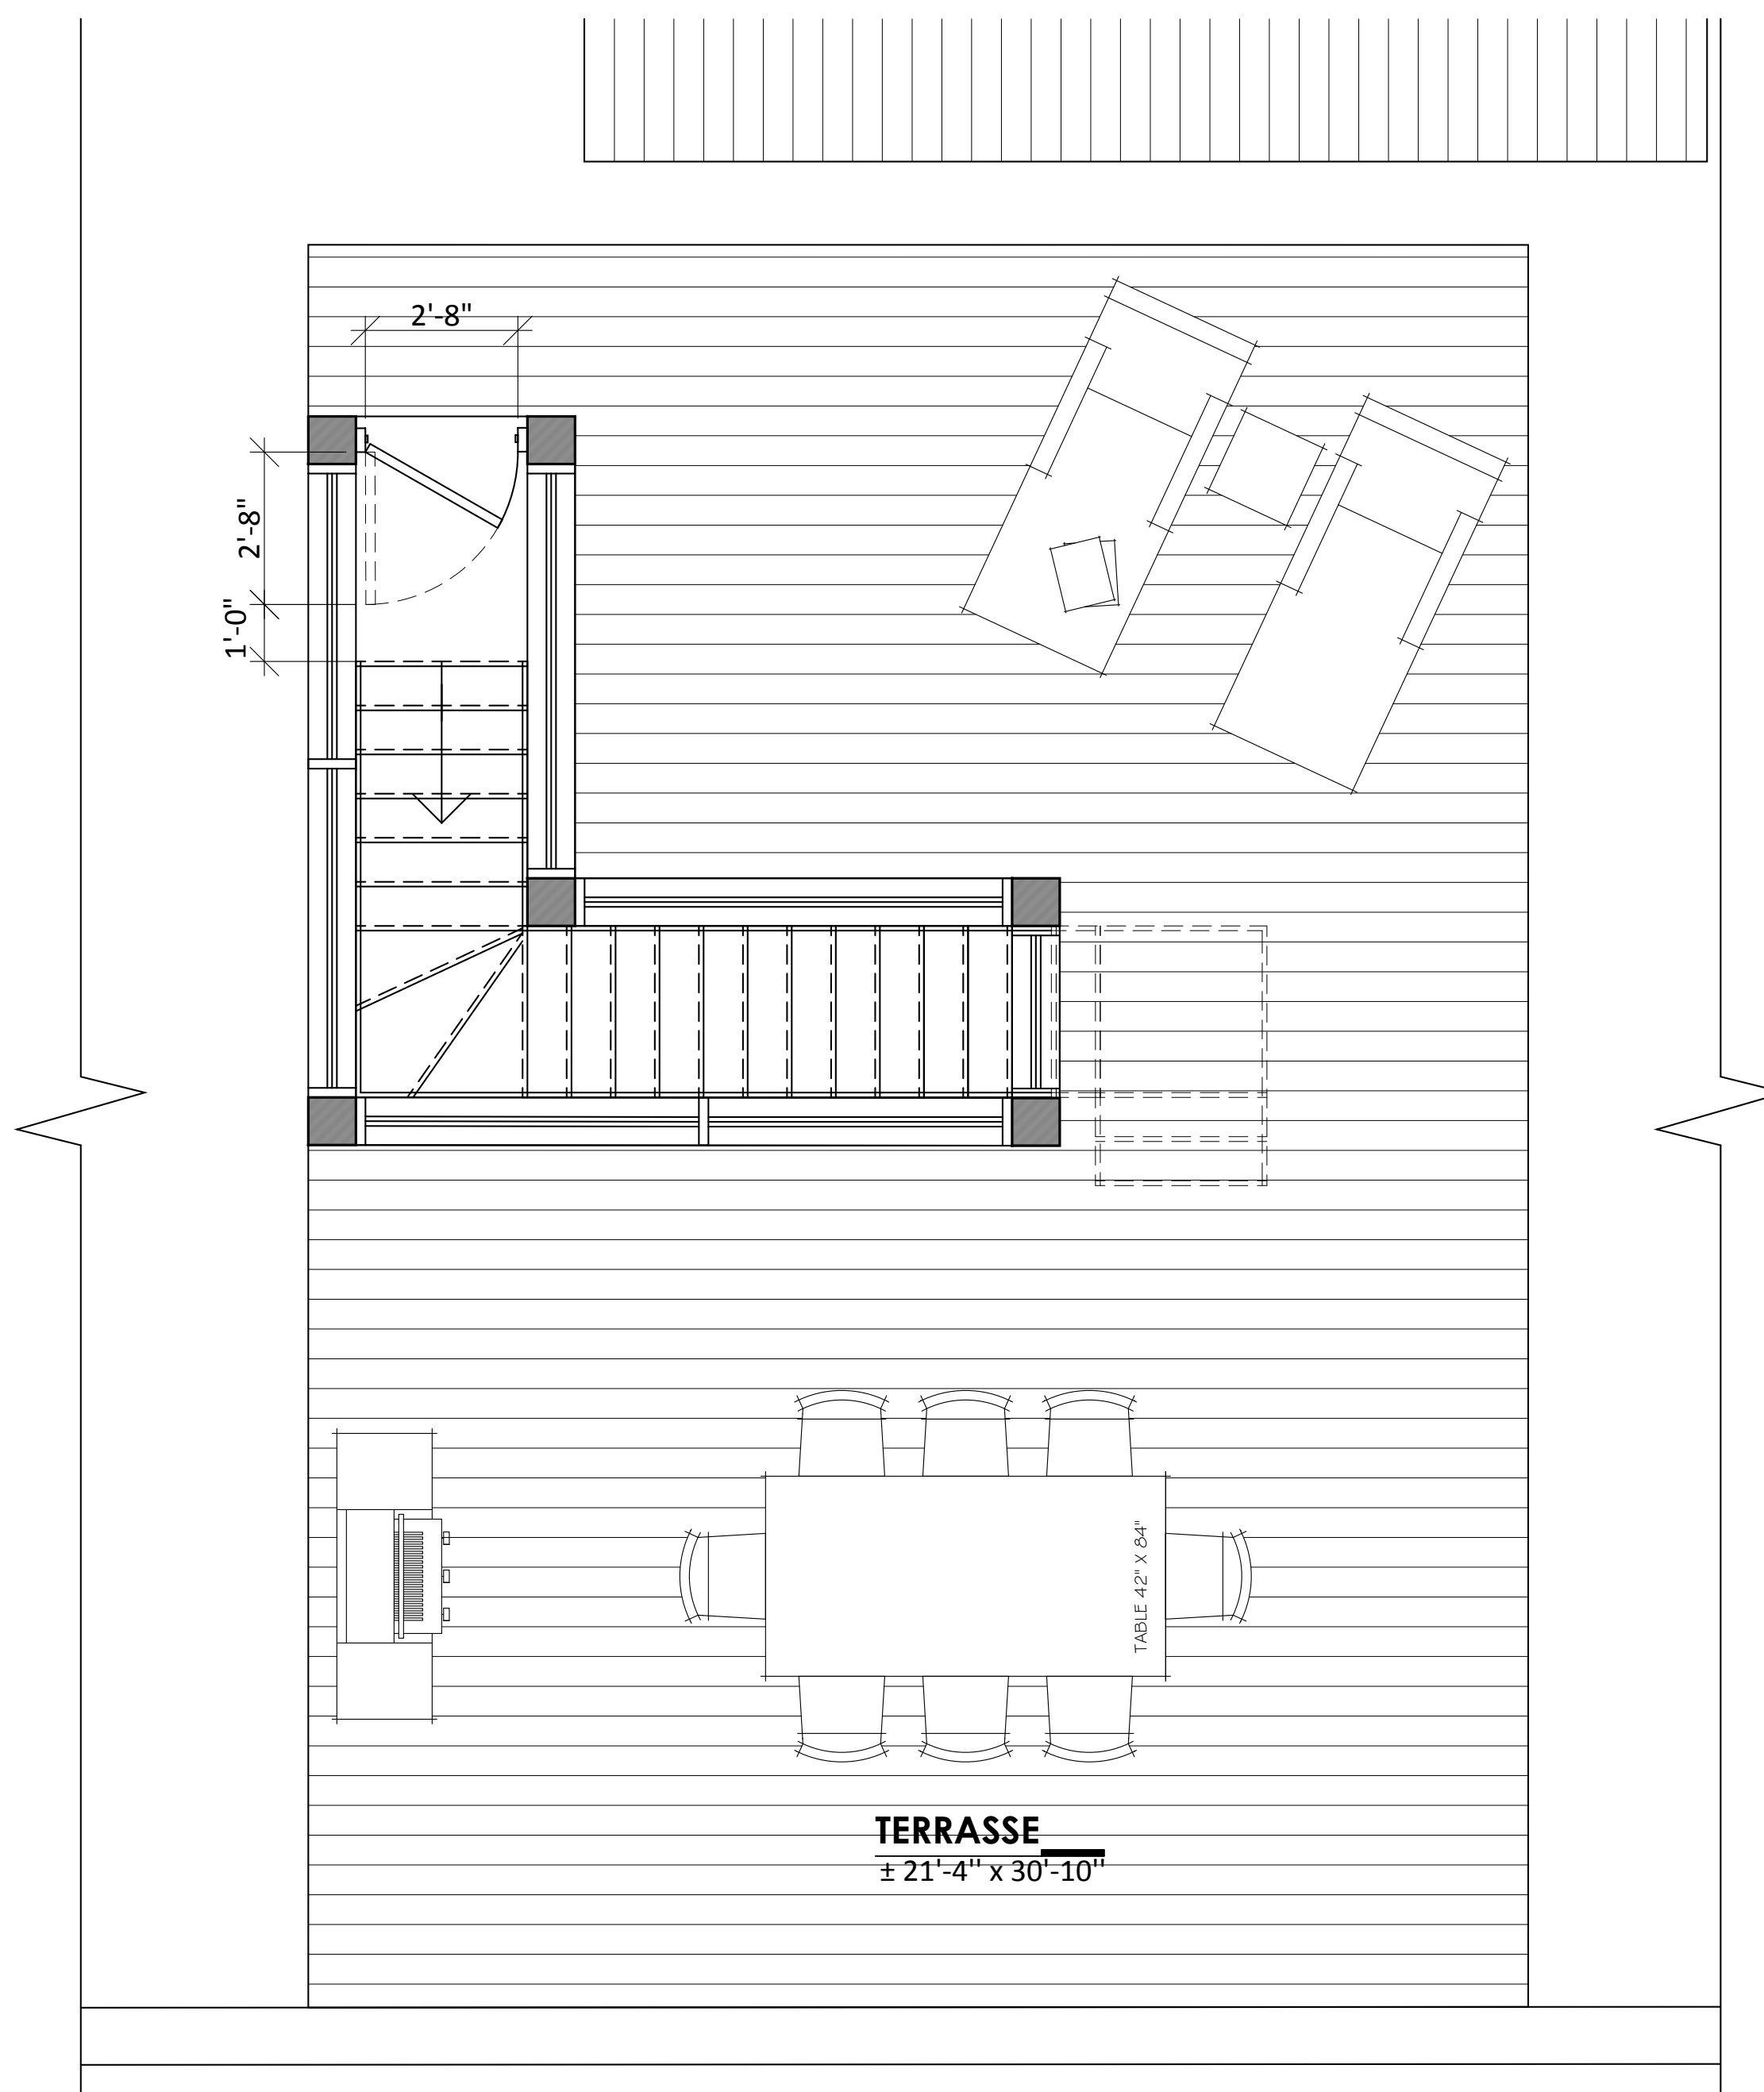 2'-8"
2'-8"
1'-0"
TABLE 42" X 84"
TERRASSE
± 21'-4'' x 30'-10''